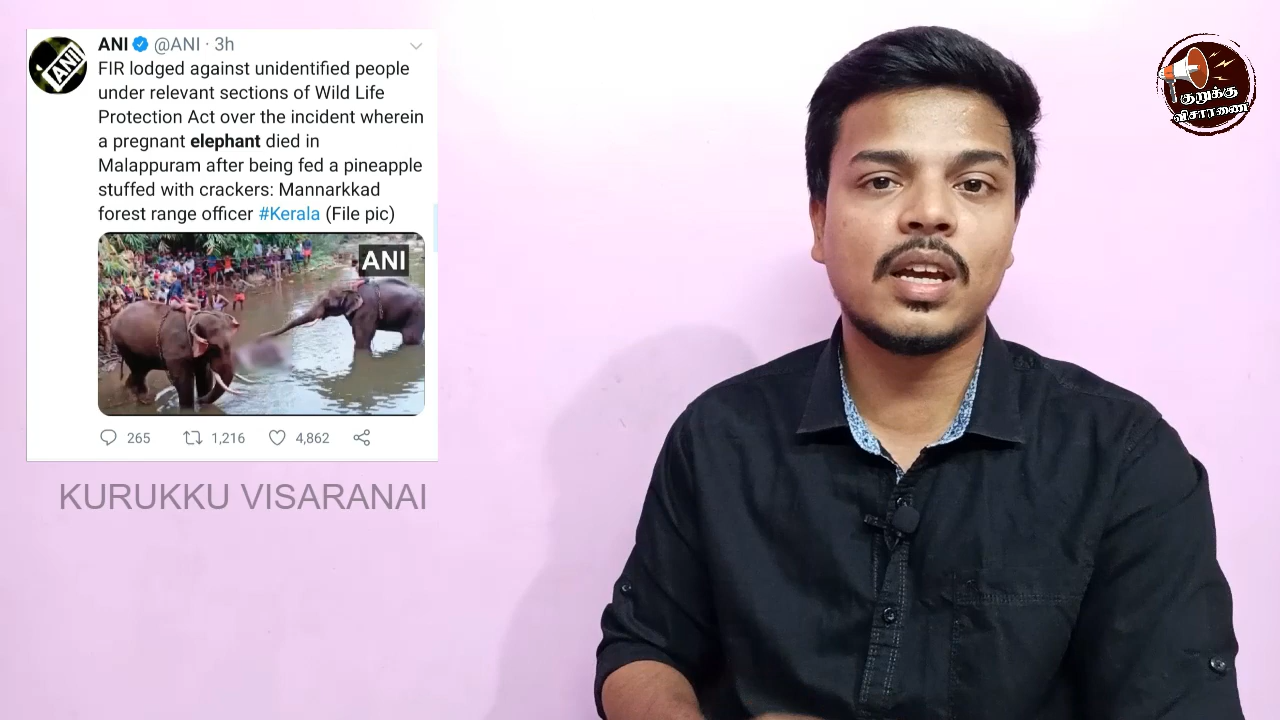 ANI @ANI · 3h
FIR lodged against unidentified people
under relevant sections of Wild Life
Protection Act over the incident wherein
a pregnant elephant died in
Malappuram after being fed a pineapple
stuffed with crackers: Mannarkkad
forest range officer #Kerala (File pic)
ANI
265 1,216 4,862
KURUKKU VISARANAI
ANI
குறுக்கு
விசாரணை